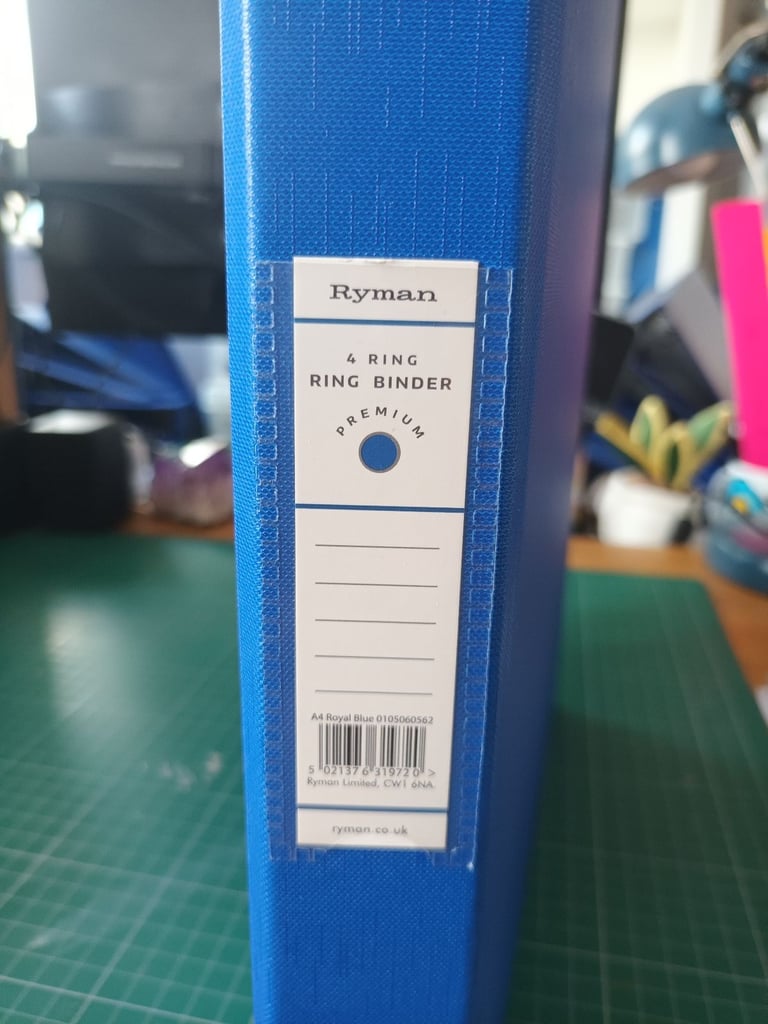 Ryman
4 RING
RING BINDER
PREMIUM
A4 Royal Blue 0105060562
5 021376 319720 >
Ryman Limited, CW1 6NA
ryman.co.uk